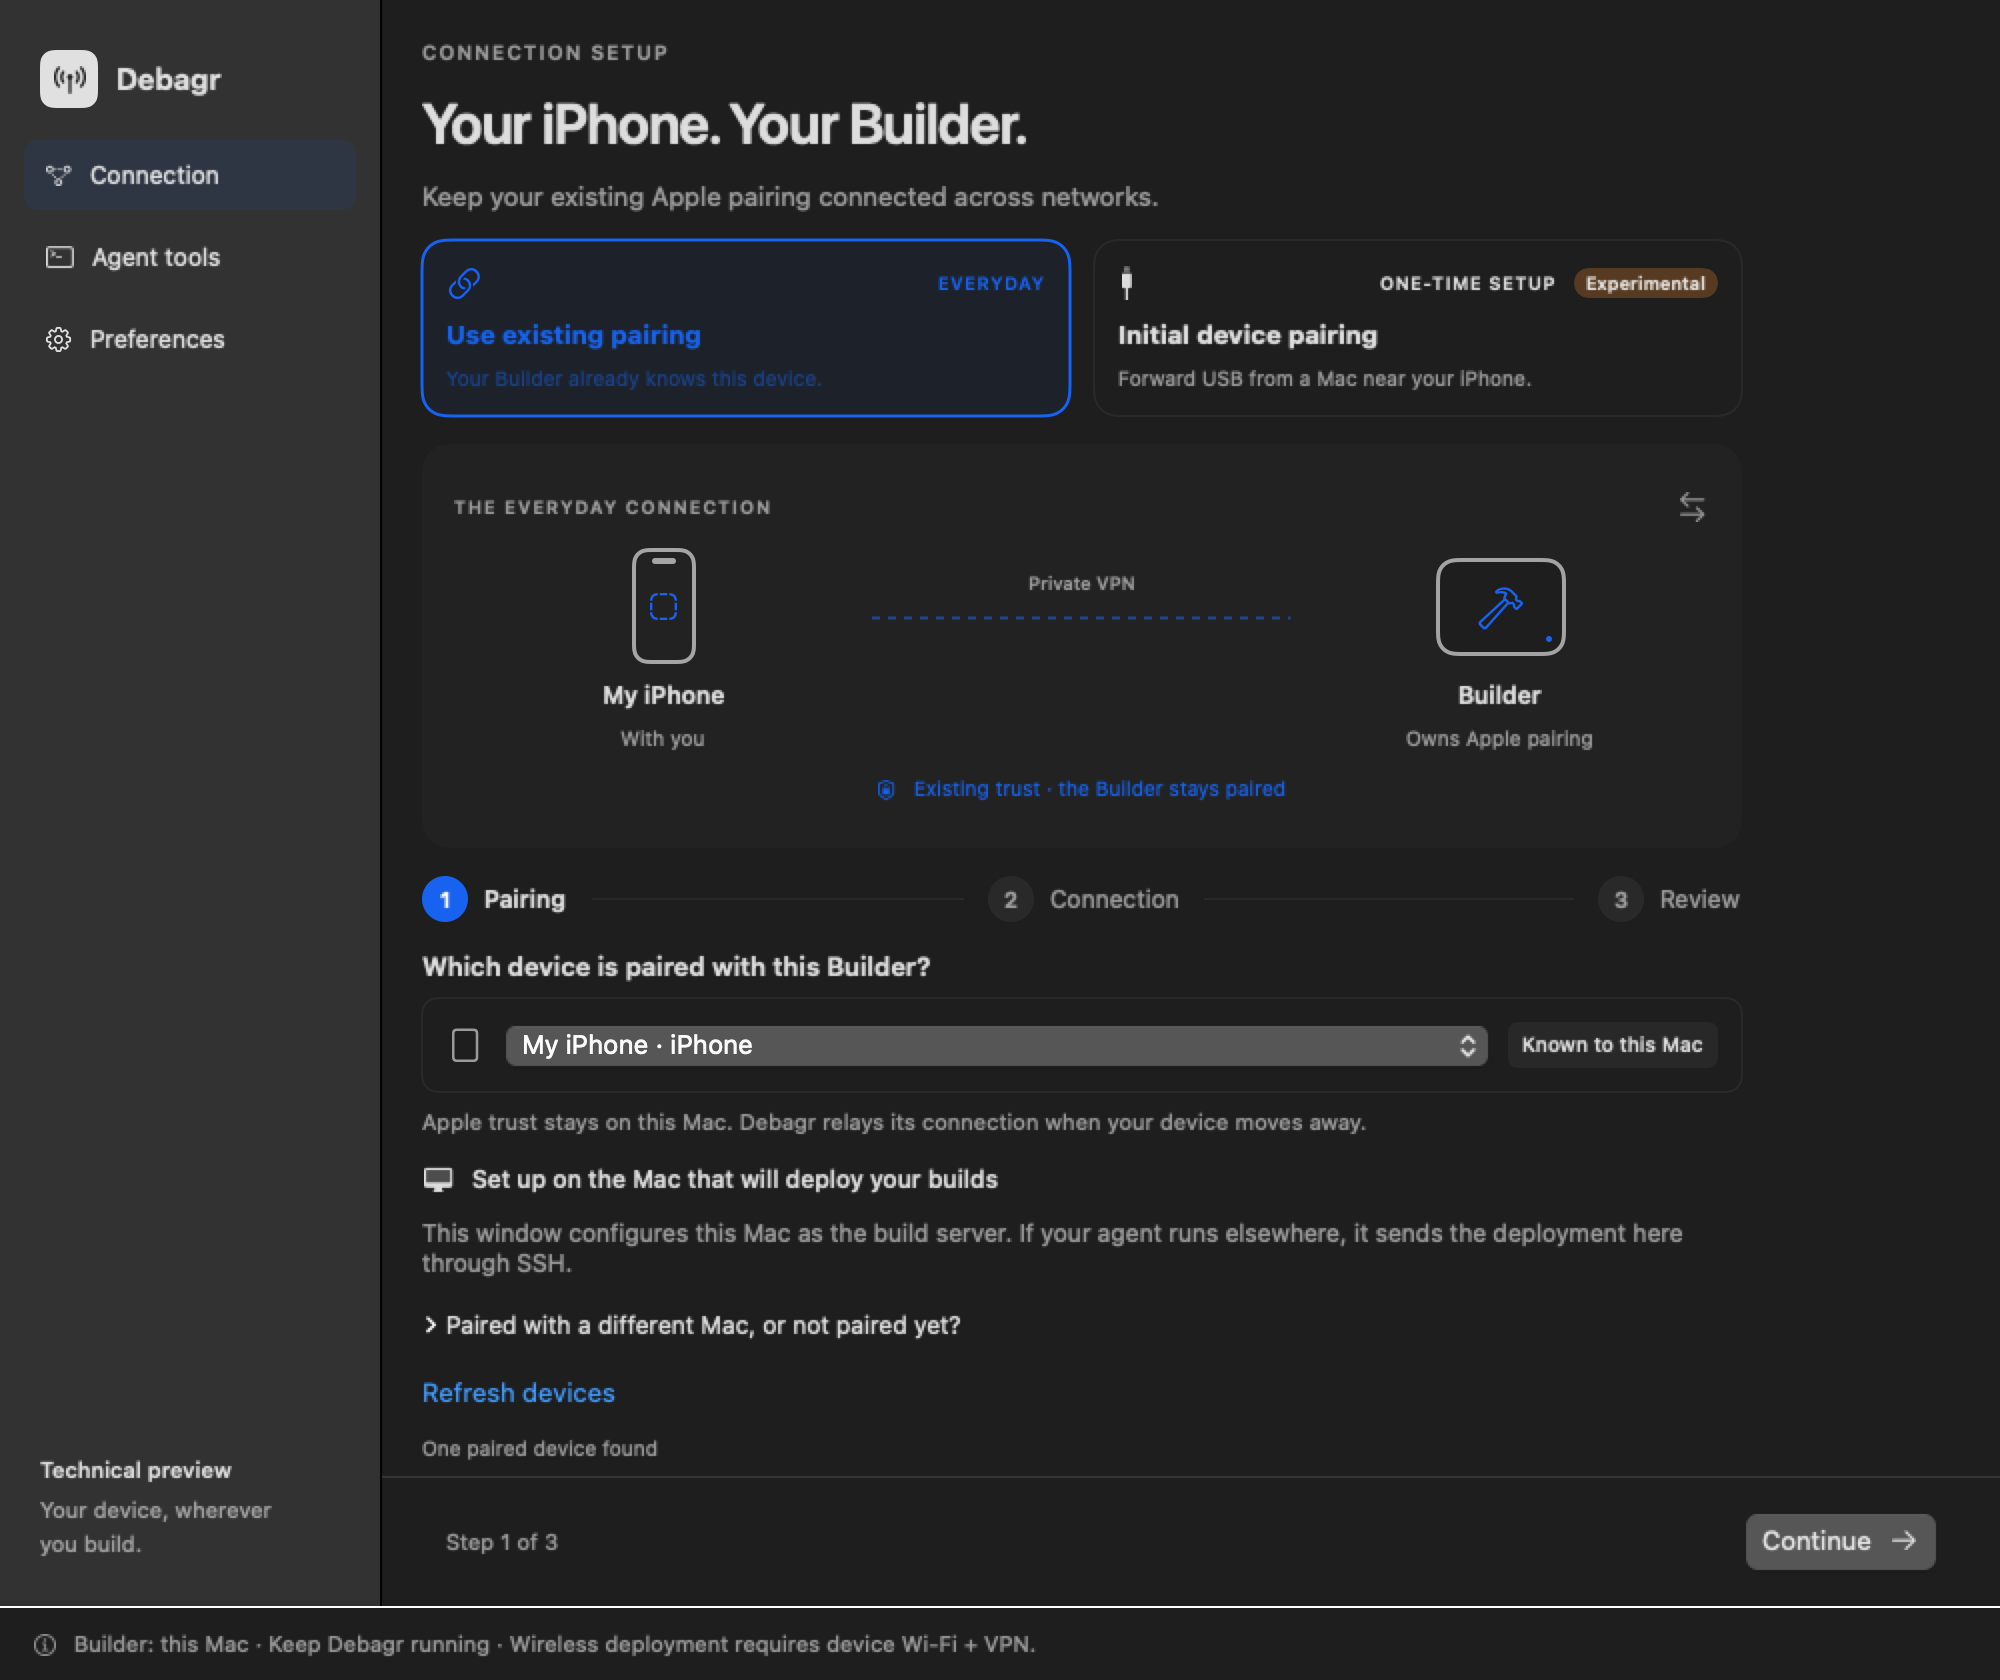 Debagr
Connection
Agent tools
Preferences
Technical preview
Your device, wherever
you build.
CONNECTION SETUP
Your iPhone. Your Builder.
Keep your existing Apple pairing connected across networks.
EVERYDAY
Use existing pairing
Your Builder already knows this device.
ONE-TIME SETUP
Experimental
Initial device pairing
Forward USB from a Mac near your iPhone.
THE EVERYDAY CONNECTION
Private VPN
My iPhone
With you
Builder
Owns Apple pairing
Existing trust · the Builder stays paired
1 Pairing
2 Connection
3 Review
Which device is paired with this Builder?
My iPhone · iPhone
Known to this Mac
Apple trust stays on this Mac. Debagr relays its connection when your device moves away.
Set up on the Mac that will deploy your builds
This window configures this Mac as the build server. If your agent runs elsewhere, it sends the deployment here
through SSH.
Paired with a different Mac, or not paired yet?
Refresh devices
One paired device found
Step 1 of 3
Continue
Builder: this Mac · Keep Debagr running · Wireless deployment requires device Wi-Fi + VPN.